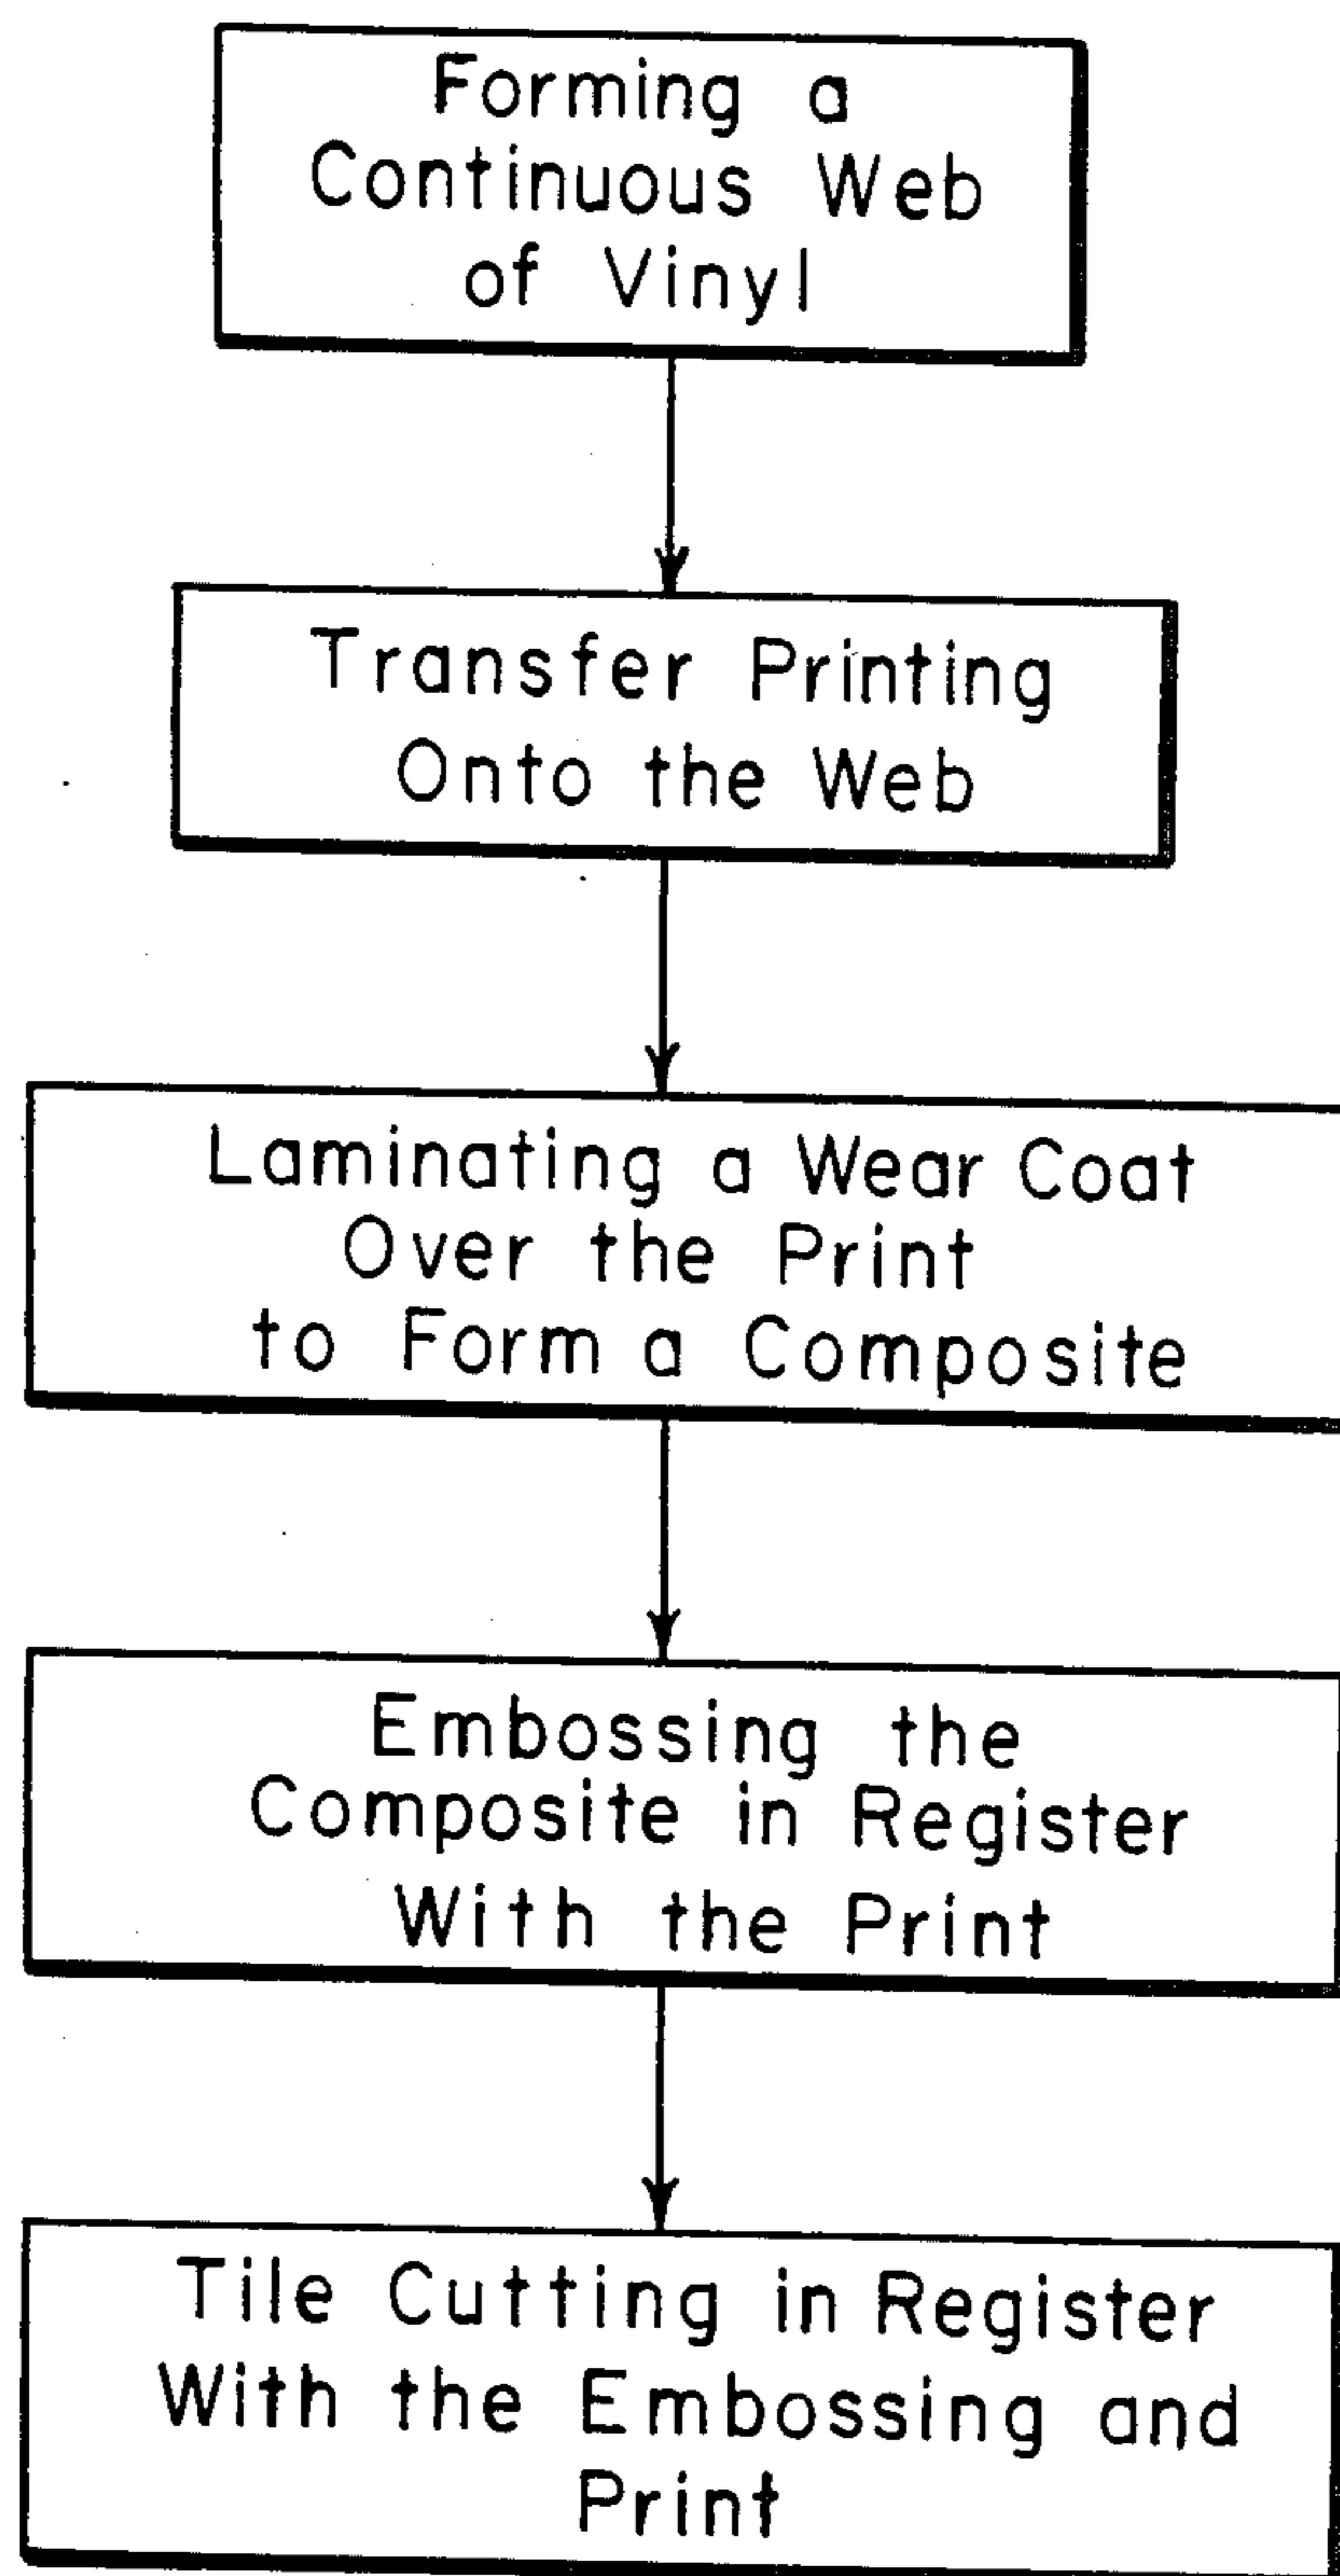 Forming a
Continuous Web
of Vinyl
Transfer Printing
Onto the Web
Laminating a Wear Coat
Over the Print
to Form a Composite
Embossing the
Composite in Register
With the Print
Tile Cutting in Register
With the Embossing and
Print